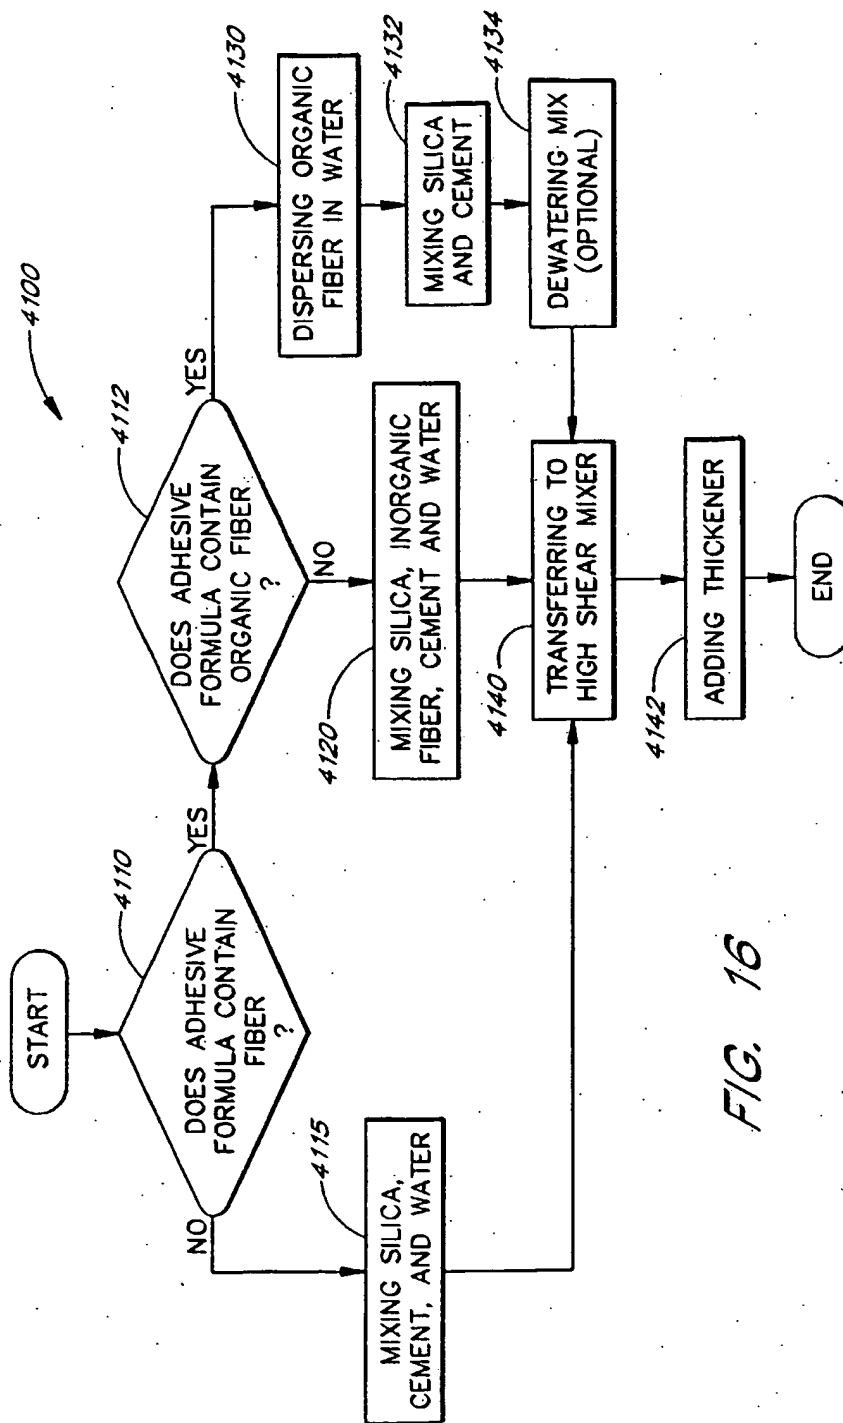 4100
START
4110
DOES ADHESIVE
FORMULA CONTAIN
FIBER
?
YES
NO
4112
DOES ADHESIVE
FORMULA CONTAIN
ORGANIC FIBER
?
YES
NO
4115
MIXING SILICA,
CEMENT, AND WATER
4120
MIXING SILICA, INORGANIC
FIBER, CEMENT AND WATER
4130
DISPERSING ORGANIC
FIBER IN WATER
4132
MIXING SILICA
AND CEMENT
4134
DEWATERING MIX
(OPTIONAL)
4140
TRANSFERRING TO
HIGH SHEAR MIXER
4142
ADDING THICKENER
END
FIG. 16